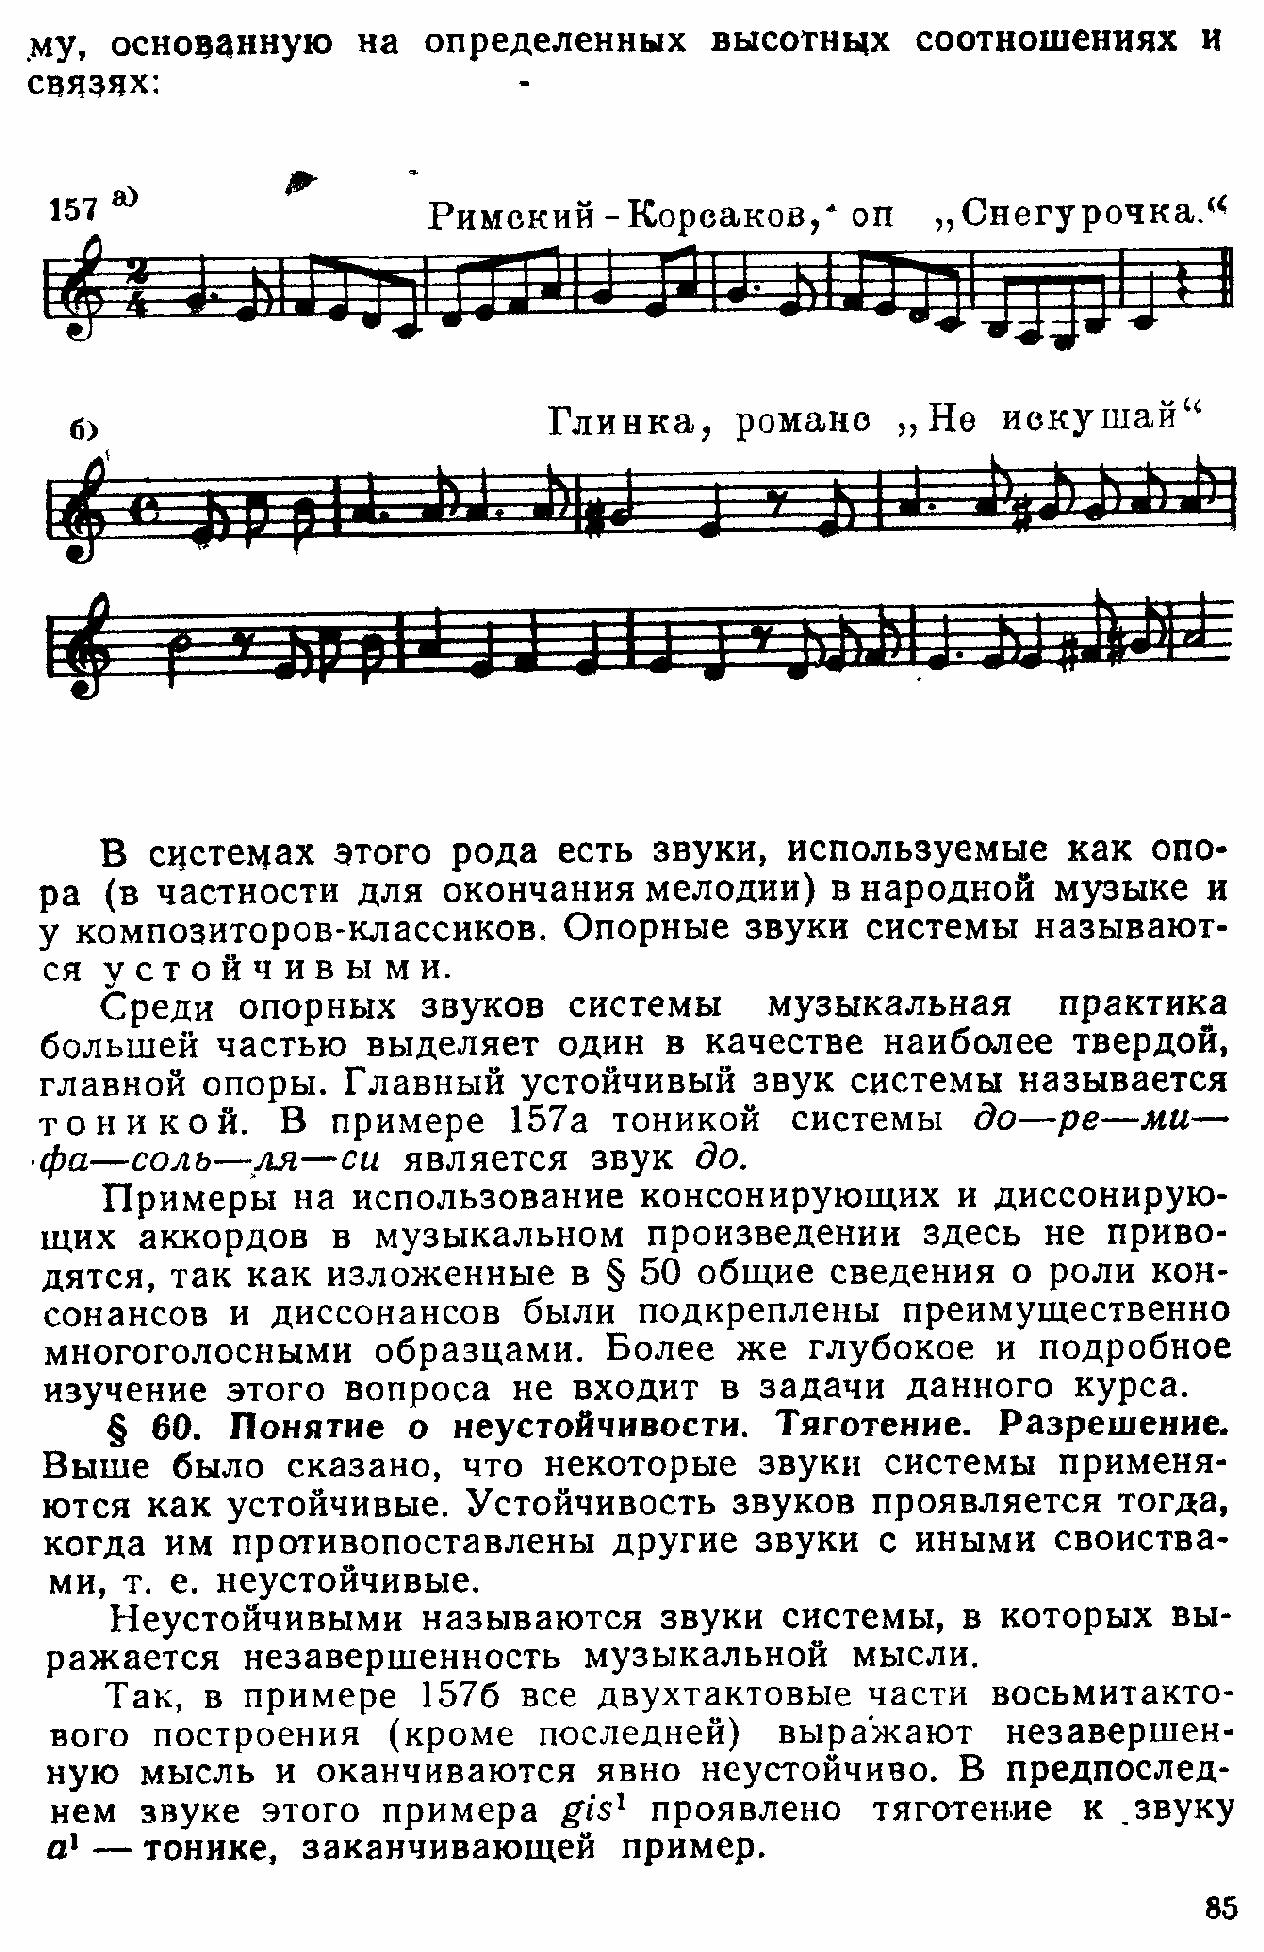 му, основанную на определенных высотных соотношениях и
связях:
157 а)
Римский-Корсаков, оп „Снегурочка.“
2
4
б)
Глинка, романс „Не искушай“
В системах этого рода есть звуки, используемые как опо-
ра (в частности для окончания мелодии) в народной музыке и
у композиторов-классиков. Опорные звуки системы называют-
ся устойчивыми.
Среди опорных звуков системы музыкальная практика
большей частью выделяет один в качестве наиболее твердой,
главной опоры. Главный устойчивый звук системы называется
тоникой. В примере 157а тоникой системы до—ре—ми—
фа—соль—ля—си является звук до.
Примеры на использование консонирующих и диссонирую-
щих аккордов в музыкальном произведении здесь не приво-
дятся, так как изложенные в § 50 общие сведения о роли кон-
сонансов и диссонансов были подкреплены преимущественно
многоголосными образцами. Более же глубокое и подробное
изучение этого вопроса не входит в задачи данного курса.
§ 60. Понятие о неустойчивости. Тяготение. Разрешение.
Выше было сказано, что некоторые звуки системы применя-
ются как устойчивые. Устойчивость звуков проявляется тогда,
когда им противопоставлены другие звуки с иными своиства-
ми, т. е. неустойчивые.
Неустойчивыми называются звуки системы, в которых вы-
ражается незавершенность музыкальной мысли.
Так, в примере 157б все двухтактовые части восьмитакто-
вого построения (кроме последней) выражают незавершен-
ную мысль и оканчиваются явно неустойчиво. В предпослед-
нем звуке этого примера gis¹ проявлено тяготение к звуку
a¹ — тонике, заканчивающей пример.
85